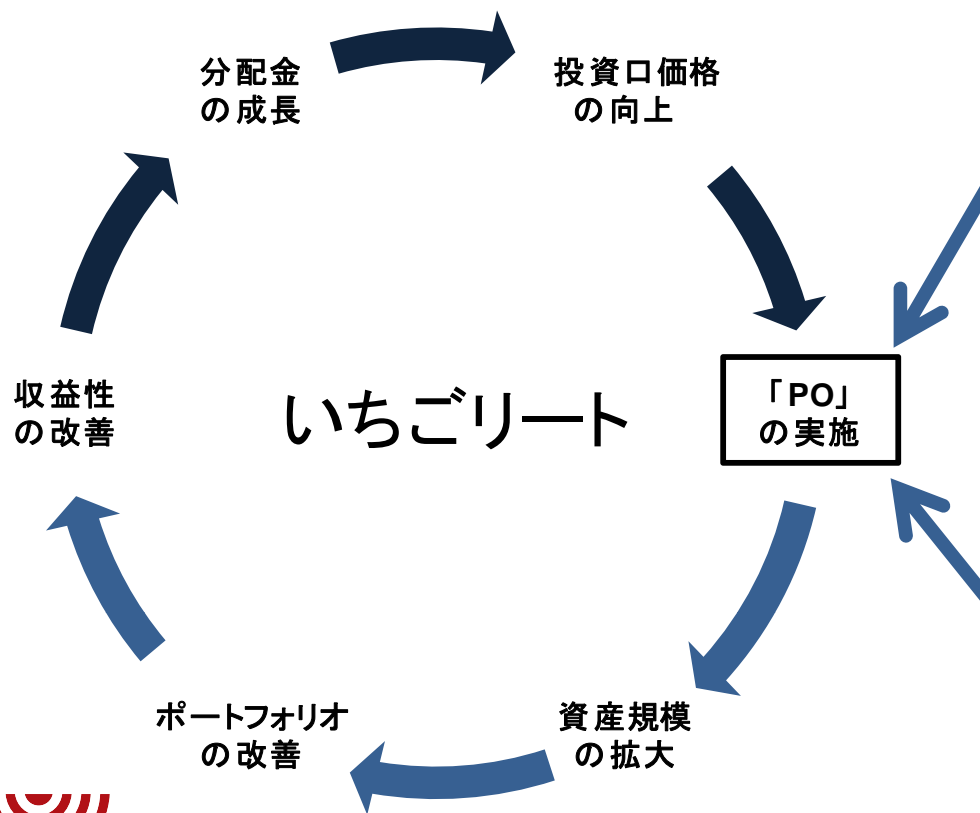 分配金
の成長
投資口価格
の向上
収益性
の改善
いちごリート
「PO」
の実施
ポートフォリオ
の改善
資産規模
の拡大